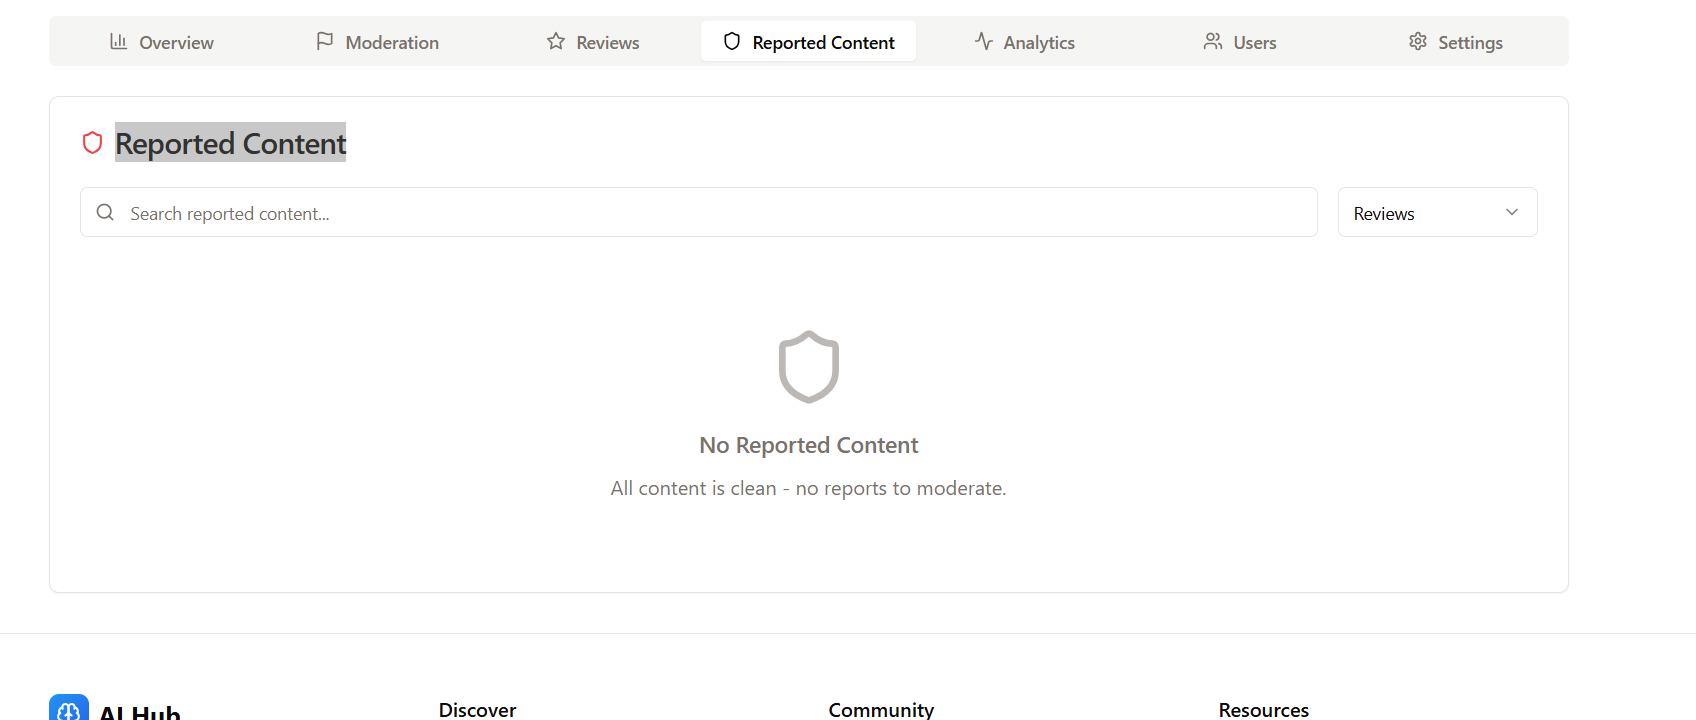 Overview Moderation Reviews Reported Content Analytics Users Settings
Reported Content
Search reported content... Reviews
No Reported Content
All content is clean - no reports to moderate.
AI Hub Discover Community Resources